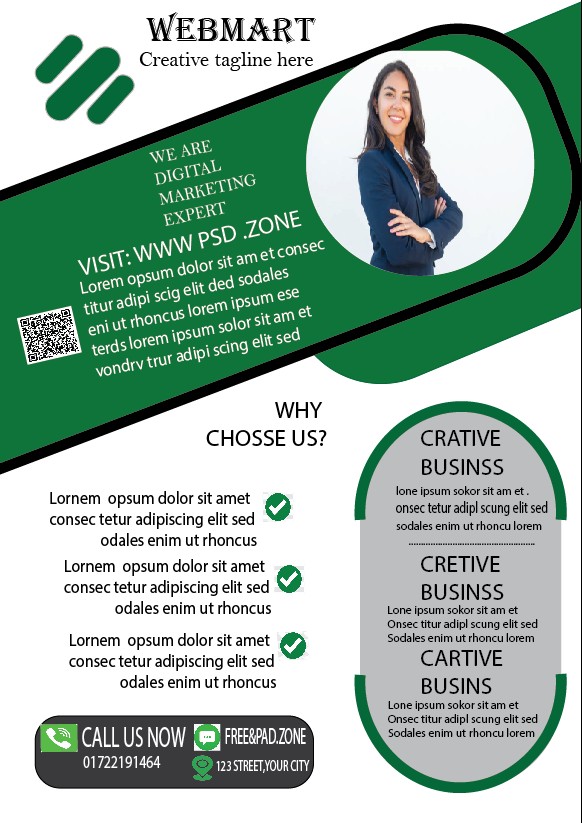 WEBMART
Creative tagline here
WE ARE
DIGITAL
MARKETING
EXPERT
VISIT: WWW PSD .ZONE
Lorem opsum dolor sit am et consec
titur adipi scig elit ded sodales
eni ut rhoncus lorem ipsum ese
terds lorem ipsum solor sit am et
vondrv trur adipi scing elit sed
WHY
CHOSSE US?
Lornem opsum dolor sit amet
consec tetur adipiscing elit sed
odales enim ut rhoncus
Lornem opsum dolor sit amet
consec tetur adipiscing elit sed
odales enim ut rhoncus
Lornem opsum dolor sit amet
consec tetur adipiscing elit sed
odales enim ut rhoncus
CRATIVE
BUSINSS
lone ipsum sokor sit am et .
onsec tetur adipl scung elit sed
sodales enim ut rhoncu lorem
CRETIVE
BUSINSS
Lone ipsum sokor sit am et
Onsec titur adipl scung elit sed
Sodales enim ut rhoncu lorem
CARTIVE
BUSINS
Lone ipsum sokor sit am et
Onsec titur adipl scung elit sed
Sodales enim ut rhoncu lorem
CALL US NOW
01722191464
FREE&PAD.ZONE
123 STREET,YOUR CITY